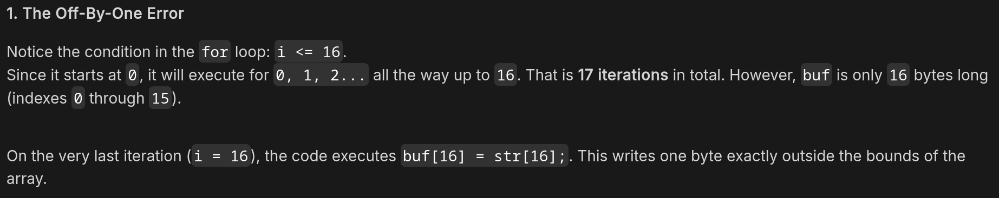 1. The Off-By-One Error
Notice the condition in the for loop: i <= 16.
Since it starts at 0, it will execute for 0, 1, 2... all the way up to 16. That is 17 iterations in total. However, buf is only 16 bytes long
(indexes 0 through 15).
On the very last iteration (i = 16), the code executes buf[16] = str[16];. This writes one byte exactly outside the bounds of the
array.